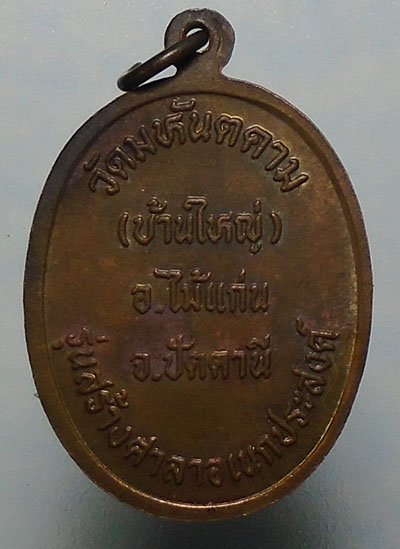 วัดมหันตคาม
(บ้านใหญ่)
อ.ไม้แก่น
จ.ปัตตานี
รุ่นสร้างศาลาอเนกประสงค์